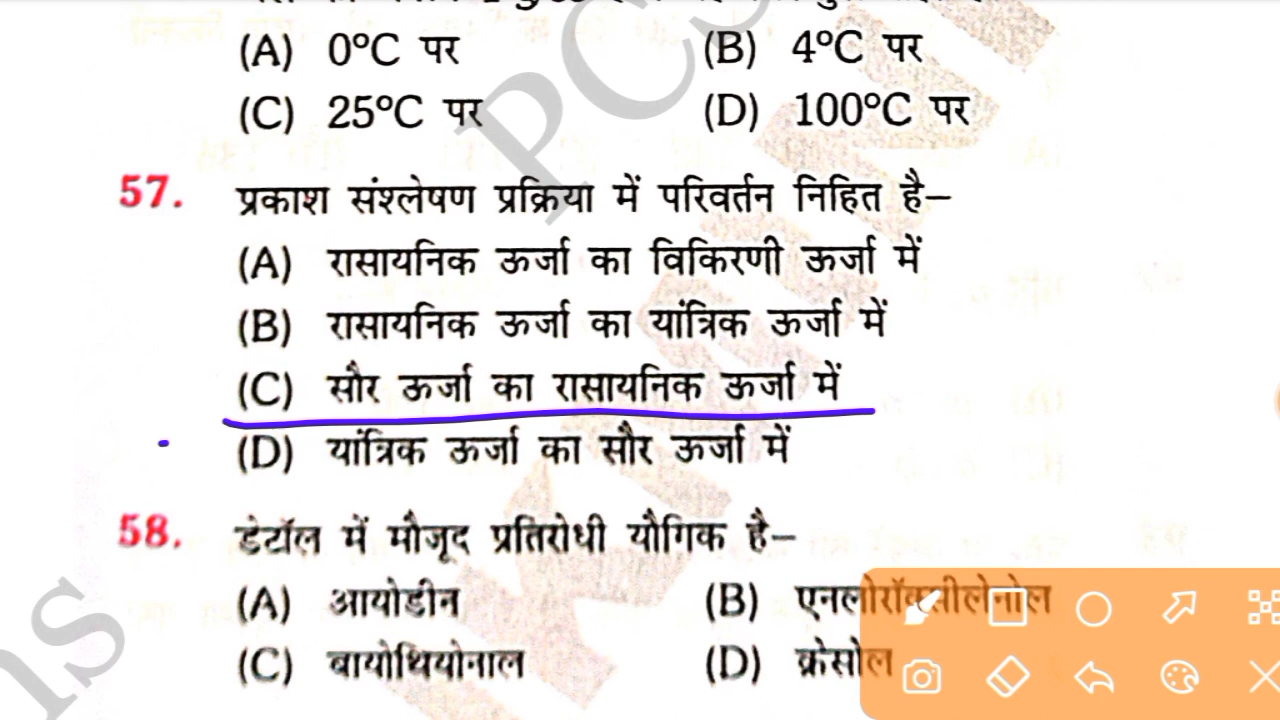 (A) 0°C पर (B) 4°C पर
(C) 25°C पर (D) 100°C पर
57. प्रकाश संश्लेषण प्रक्रिया में परिवर्तन निहित है–
(A) रासायनिक ऊर्जा का विकिरणी ऊर्जा में
(B) रासायनिक ऊर्जा का यांत्रिक ऊर्जा में
(C) सौर ऊर्जा का रासायनिक ऊर्जा में
(D) यांत्रिक ऊर्जा का सौर ऊर्जा में
58. डेटॉल में मौजूद प्रतिरोधी यौगिक है–
(A) आयोडीन (B)
(C) बायोथियोनाल (D) क्रेसोल